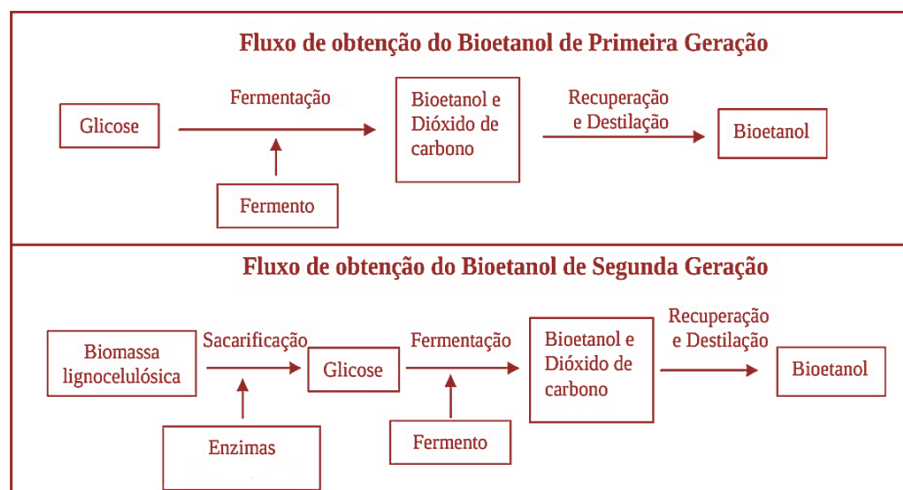 Fluxo de obtenção do Bioetanol de Primeira Geração
Glicose
Fermentação
Fermento
Bioetanol e
Dióxido de
carbono
Recuperação
e Destilação
Bioetanol
Fluxo de obtenção do Bioetanol de Segunda Geração
Biomassa
lignocelulósica
Sacarificação
Enzimas
Glicose
Fermentação
Fermento
Bioetanol e
Dióxido de
carbono
Recuperação
e Destilação
Bioetanol